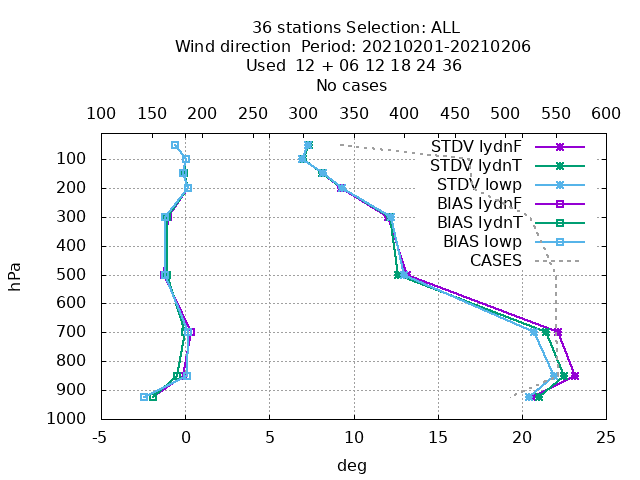 36 stations Selection: ALL
Wind direction  Period: 20210201-20210206
Used  12 + 06 12 18 24 36
No cases
100 150 200 250 300 350 400 450 500 550 600
STDV lydnF
100
STDV lydnT
200
STDV lowp
BIAS lydnF
300
BIAS lydnT
400
BIAS lowp
CASES
500
600
700
800
900
1000
hPa
-5 0 5 10 15 20 25
deg